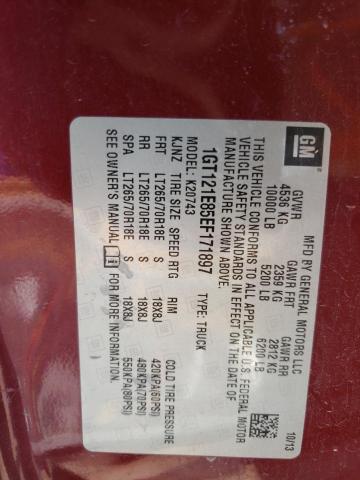 GM
MFD BY GENERAL MOTORS LLC 10/13
GVWR GAWR FRT GAWR RR
4536 KG 2359 KG 2812 KG
10000 LB 5200 LB 6200 LB
THIS VEHICLE CONFORMS TO ALL APPLICABLE U.S. FEDERAL MOTOR
VEHICLE SAFETY STANDARDS IN EFFECT ON THE DATE OF
MANUFACTURE SHOWN ABOVE.
1GT121E85EF171897 TYPE: TRUCK
K20743
KJNZ TIRE SIZE SPEED RTG RIM COLD TIRE PRESSURE
FRT LT265/70R18E S 18X8J 420KPA(60PSI)
RR LT265/70R18E S 18X8J 480KPA(70PSI)
SPA LT265/70R18E S 18X8J 550KPA(80PSI)
SEE OWNER'S MANUAL FOR MORE INFORMATION